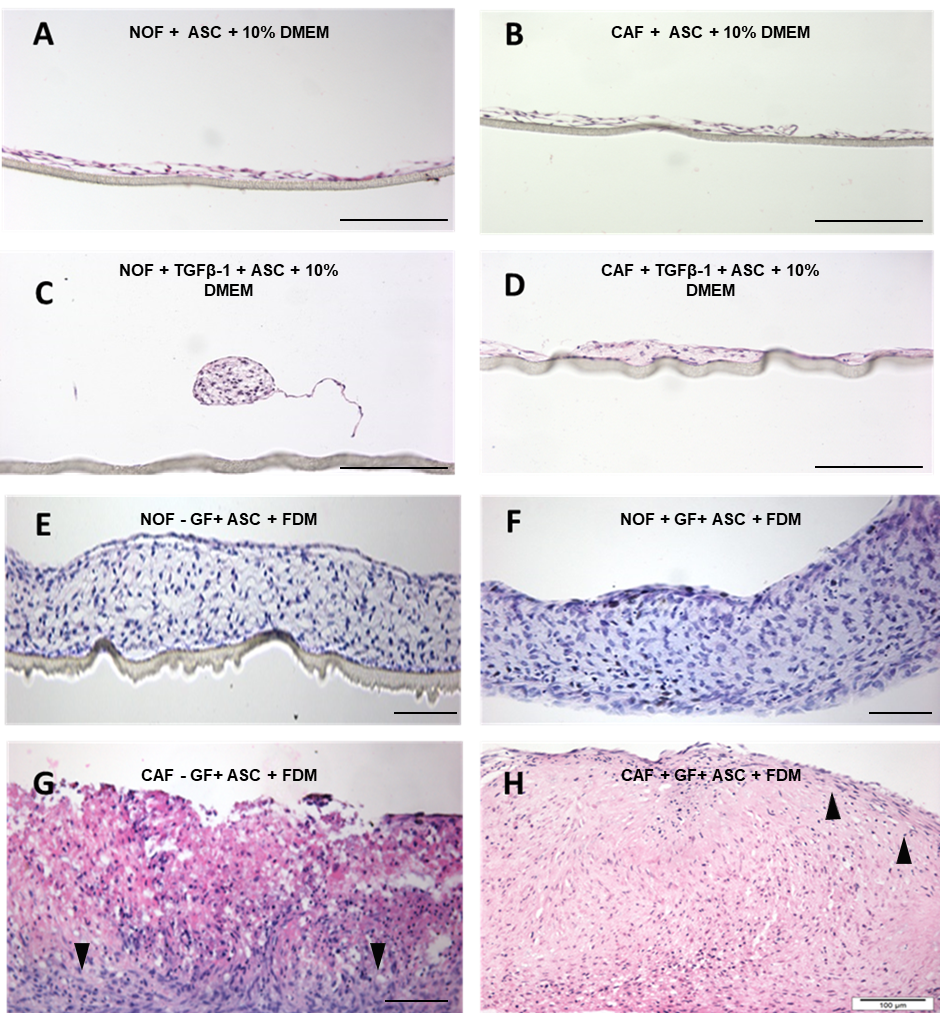 A
NOF + ASC + 10% DMEM
B
CAF + ASC + 10% DMEM
C
NOF + TGFβ-1 + ASC + 10%
DMEM
D
CAF + TGFβ-1 + ASC + 10%
DMEM
E
NOF - GF+ ASC + FDM
F
NOF + GF+ ASC + FDM
G
CAF - GF+ ASC + FDM
H
CAF + GF+ ASC + FDM
100 µm